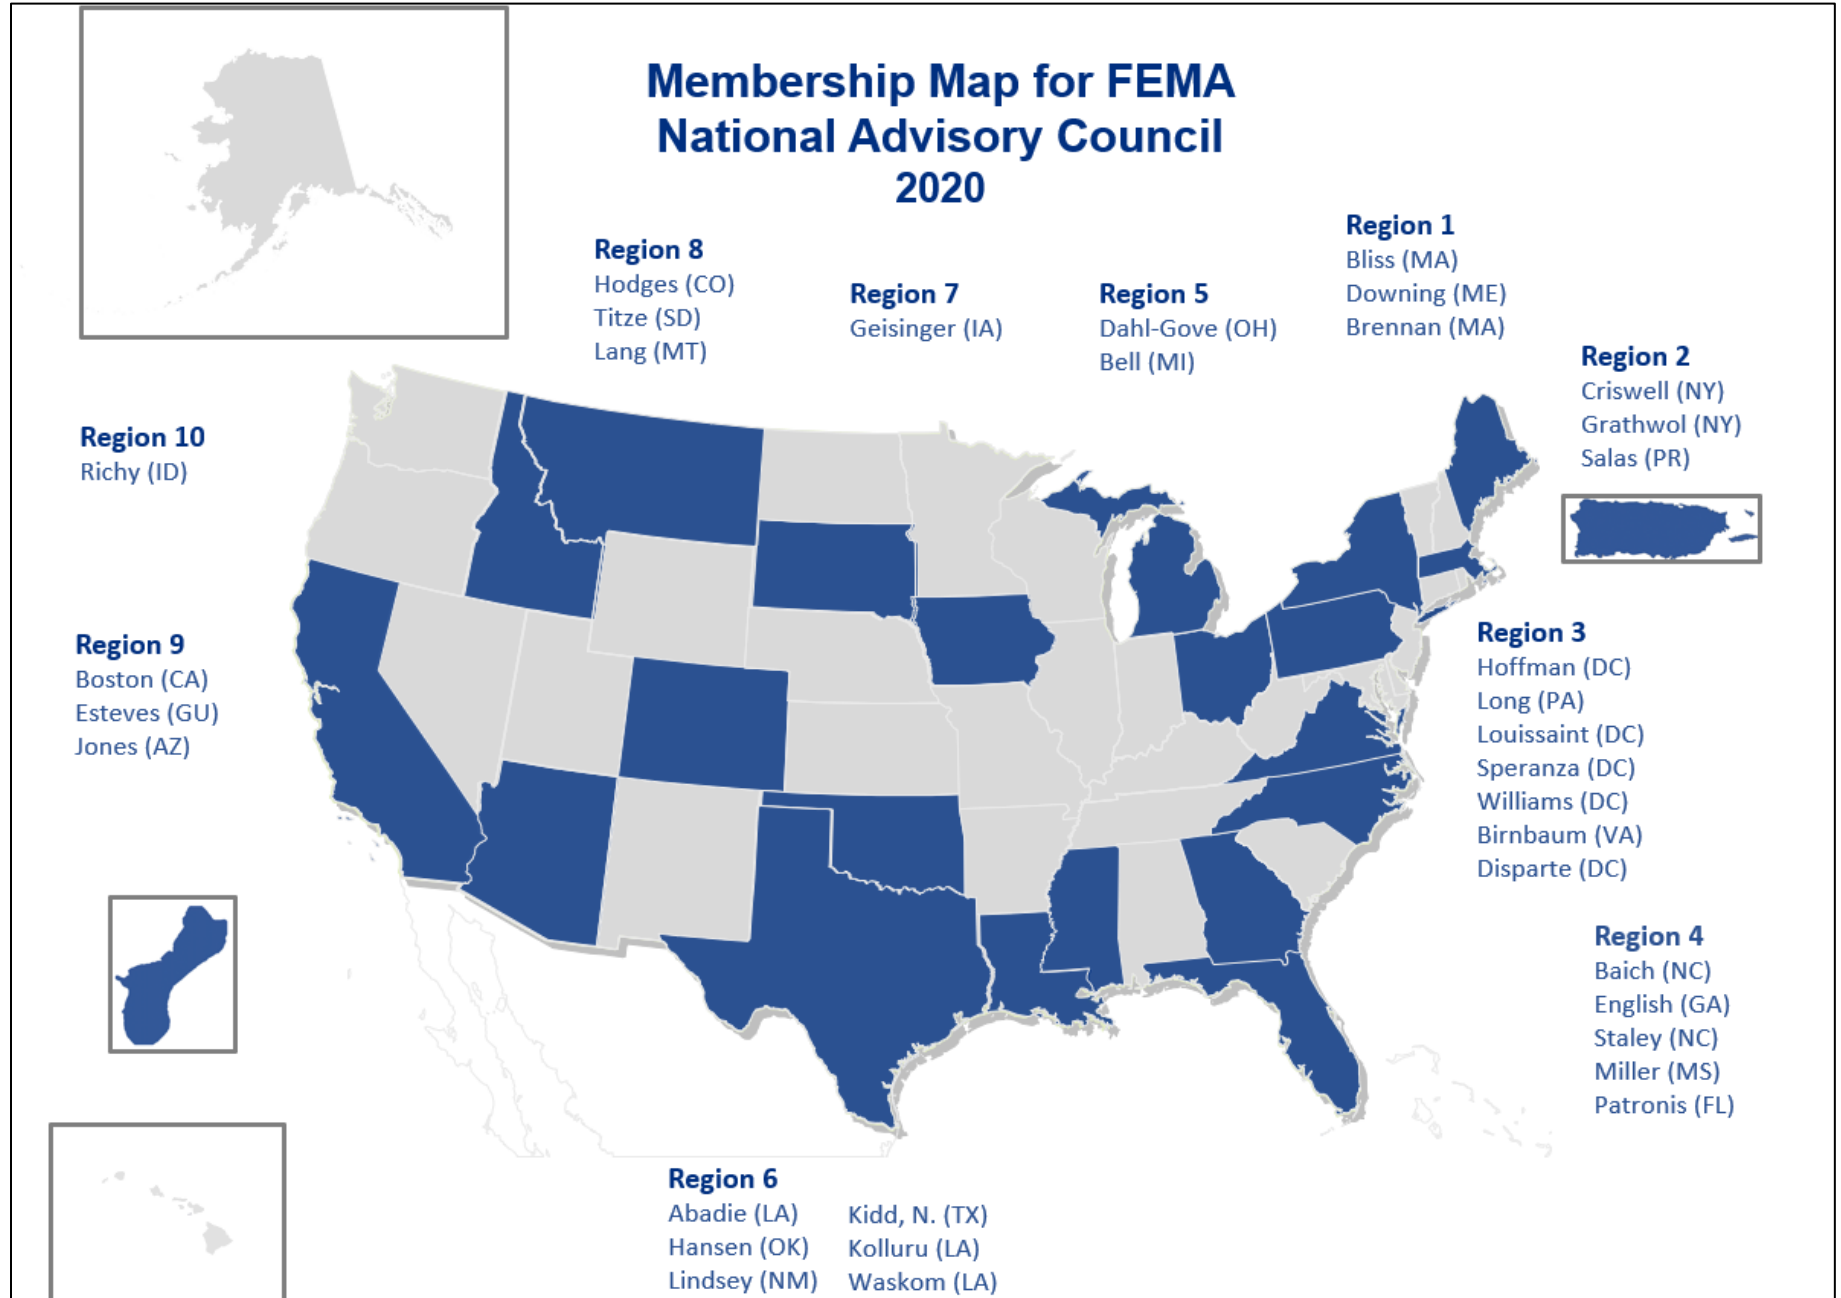 Membership Map for FEMA
National Advisory Council
2020
Region 8
Hodges (CO)
Titze (SD)
Lang (MT)
Region 7
Geisinger (IA)
Region 5
Dahl-Gove (OH)
Bell (MI)
Region 1
Bliss (MA)
Downing (ME)
Brennan (MA)
Region 2
Criswell (NY)
Grathwol (NY)
Salas (PR)
Region 10
Richy (ID)
Region 9
Boston (CA)
Esteves (GU)
Jones (AZ)
Region 3
Hoffman (DC)
Long (PA)
Louissaint (DC)
Speranza (DC)
Williams (DC)
Birnbaum (VA)
Disparte (DC)
Region 4
Baich (NC)
English (GA)
Staley (NC)
Miller (MS)
Patronis (FL)
Region 6
Abadie (LA)
Hansen (OK)
Lindsey (NM)
Kidd, N. (TX)
Kolluru (LA)
Waskom (LA)